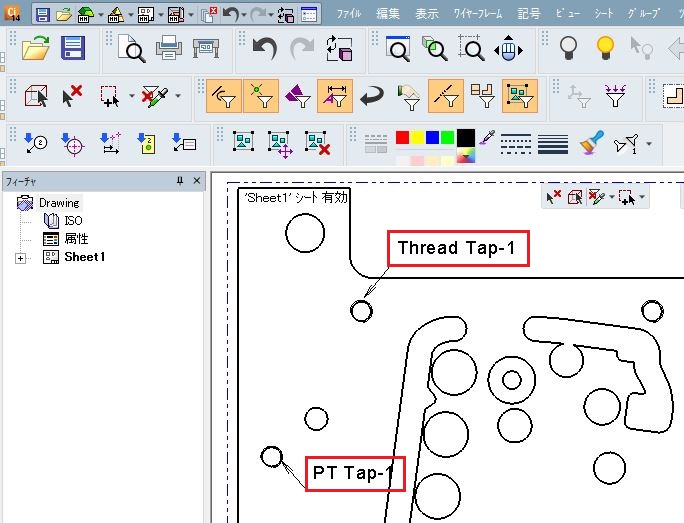 Ci
14
ファイル 編集 表示 ワイヤーフレーム 記号 ビュー シート グループ
フィーチャ
Drawing
ISO
属性
Sheet1
'Sheet1' シート 有効
Thread Tap-1
PT Tap-1